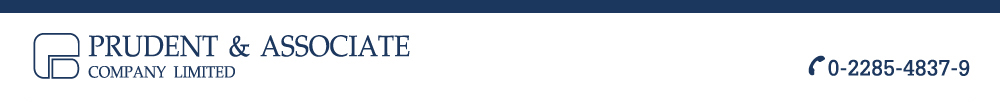 PRUDENT & ASSOCIATE
COMPANY LIMITED
0-2285-4837-9